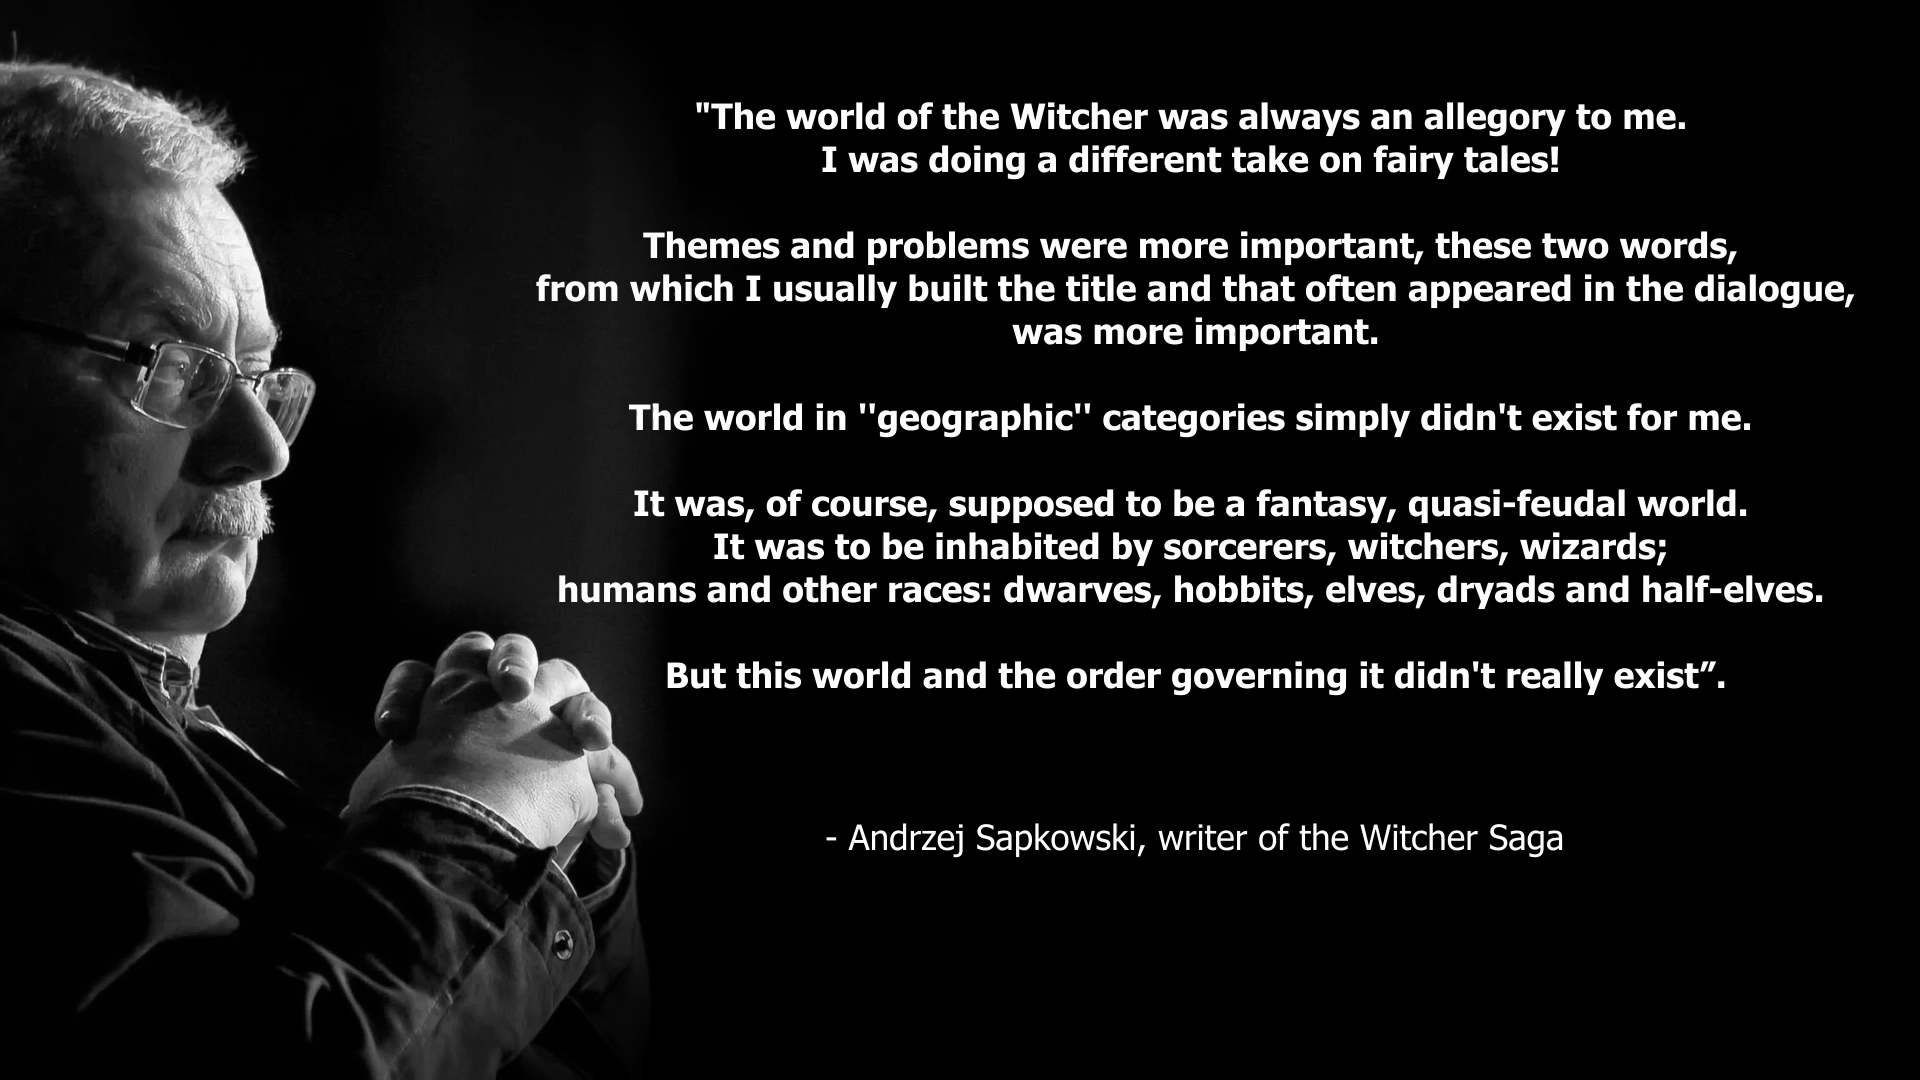 "The world of the Witcher was always an allegory to me.
I was doing a different take on fairy tales!
Themes and problems were more important, these two words,
from which I usually built the title and that often appeared in the dialogue,
was more important.
The world in ''geographic'' categories simply didn't exist for me.
It was, of course, supposed to be a fantasy, quasi-feudal world.
It was to be inhabited by sorcerers, witchers, wizards;
humans and other races: dwarves, hobbits, elves, dryads and half-elves.
But this world and the order governing it didn't really exist”.
- Andrzej Sapkowski, writer of the Witcher Saga